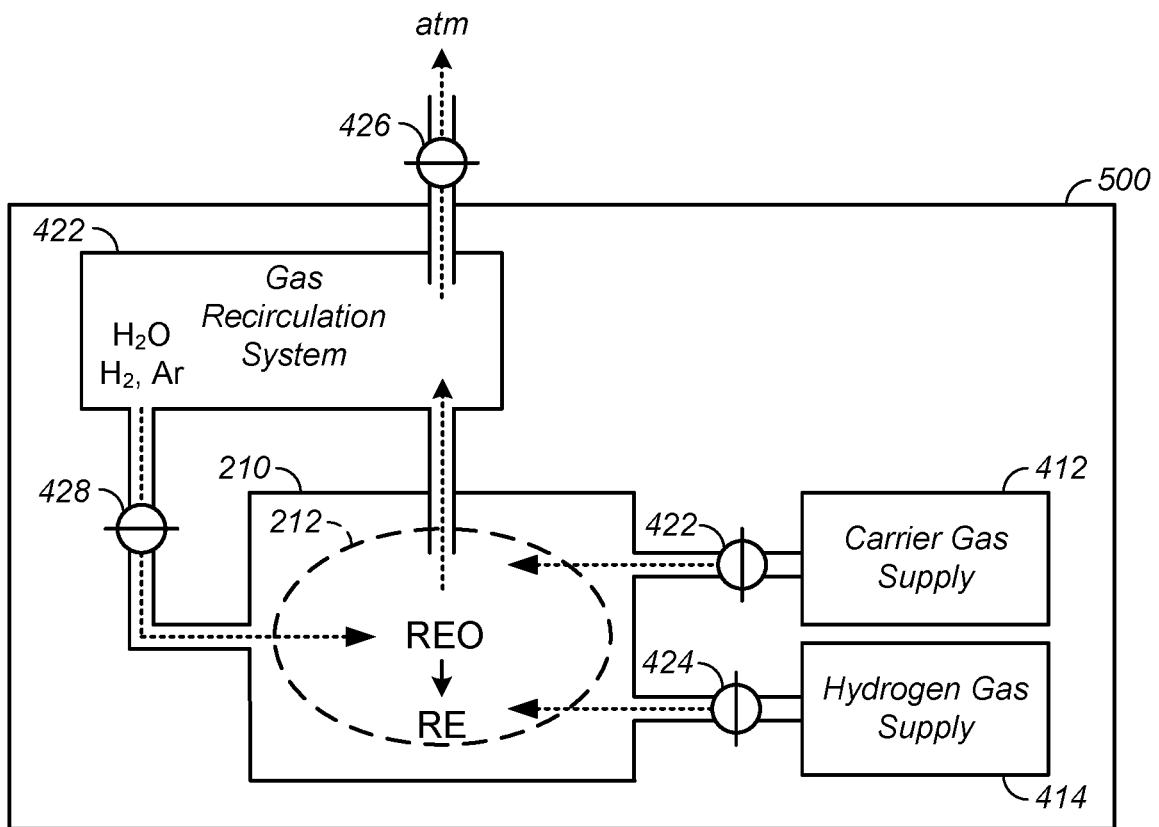 atm
426
500
422
Gas
Recirculation
System
H₂O
H₂, Ar
428
210
212
422
412
Carrier Gas
Supply
REO
RE
424
Hydrogen Gas
Supply
414